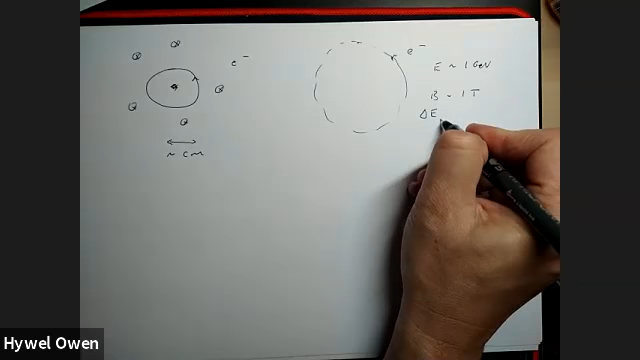 e⁻
~ cm
e⁻
E ~ 1 GeV
B ~ 1 T
ΔE
Hywel Owen